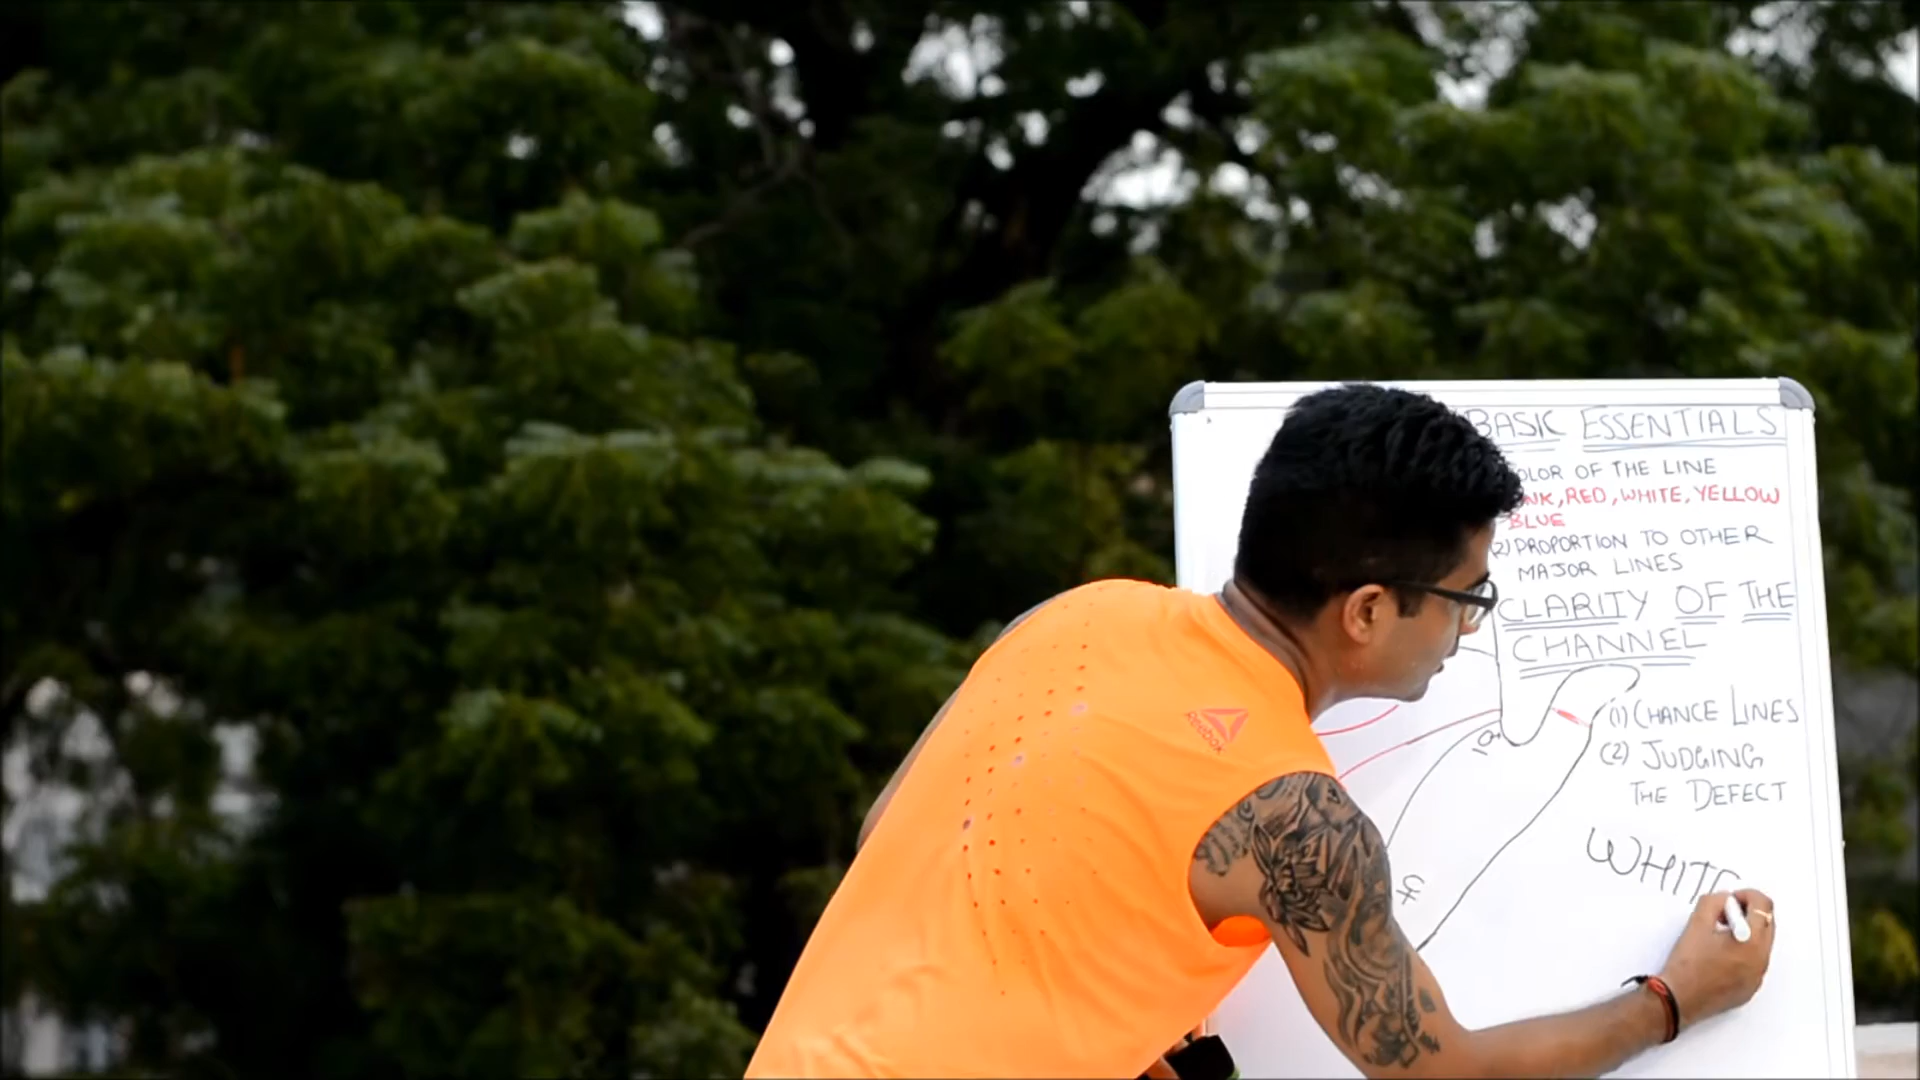 BASIC ESSENTIALS
COLOR OF THE LINE
PINK, RED, WHITE, YELLOW
BLUE
(2) PROPORTION TO OTHER
MAJOR LINES
CLARITY OF THE
CHANNEL
(1) CHANCE LINES
(2) JUDGING
THE DEFECT
WHITE
Reebok